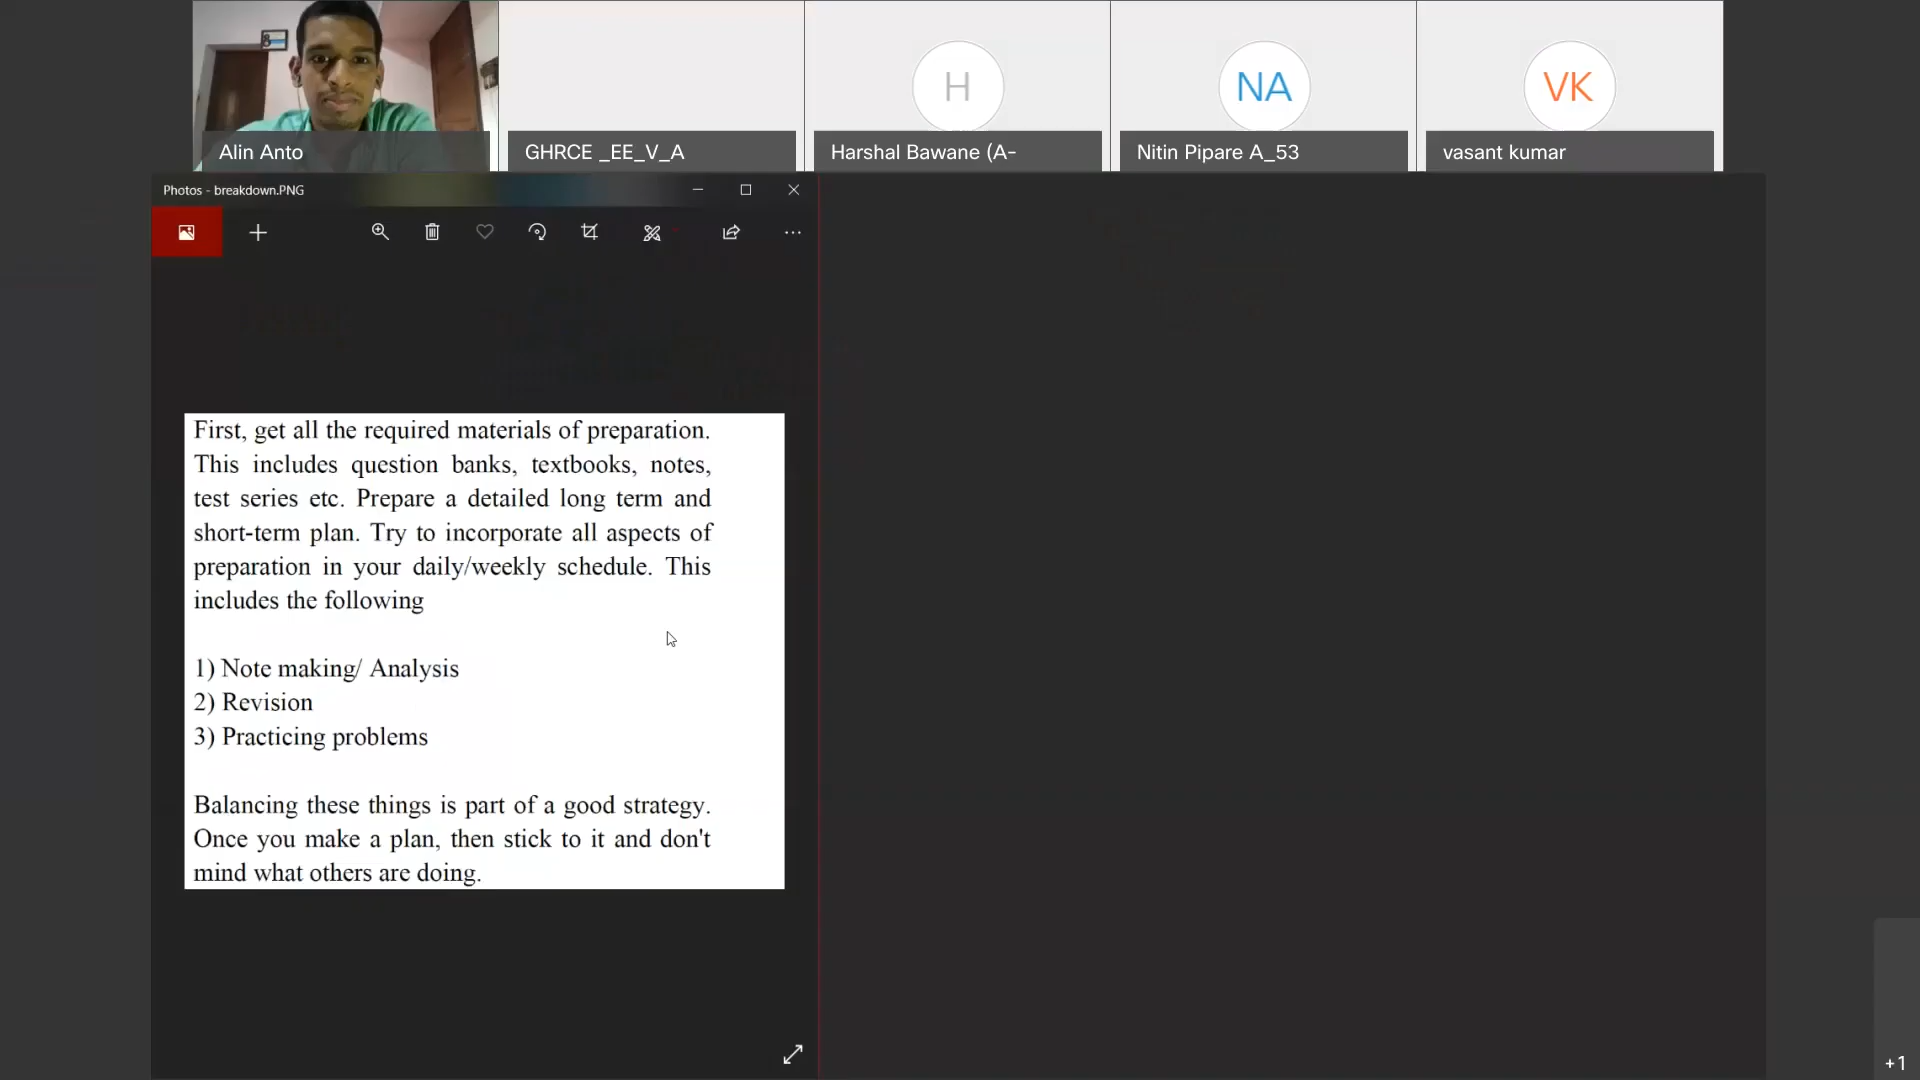 H
NA
VK
Alin Anto
GHRCE _EE_V_A
Harshal Bawane (A-
Nitin Pipare A_53
vasant kumar
Photos - breakdown.PNG
First, get all the required materials of preparation.
This includes question banks, textbooks, notes,
test series etc. Prepare a detailed long term and
short-term plan. Try to incorporate all aspects of
preparation in your daily/weekly schedule. This
includes the following
1) Note making/ Analysis
2) Revision
3) Practicing problems
Balancing these things is part of a good strategy.
Once you make a plan, then stick to it and don't
mind what others are doing.
+1